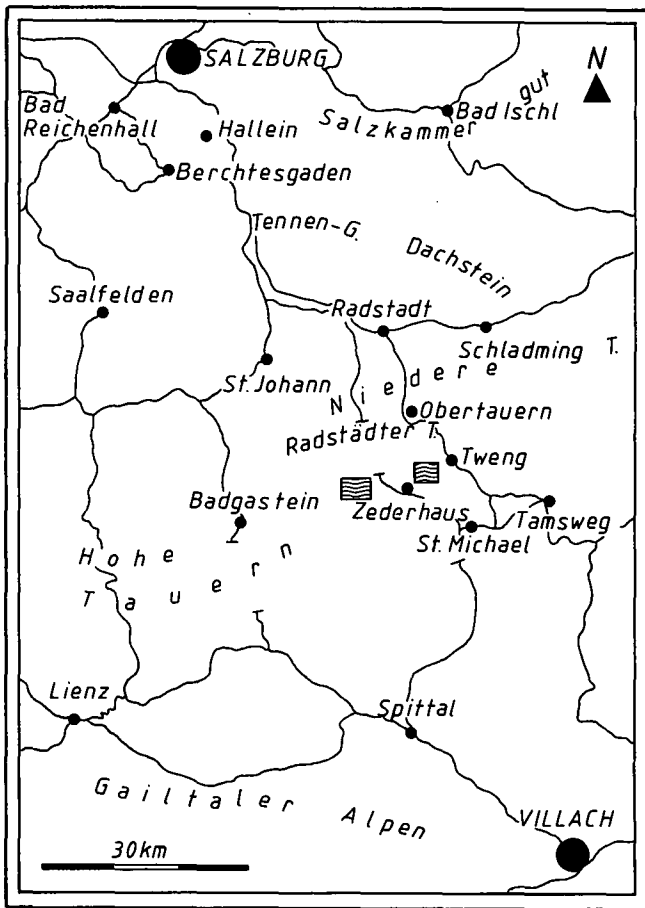 SALZBURG
N
Bad
Reichenhall
Hallein
Bad Ischl
Salzkammer gut
Berchtesgaden
Tennen-G.
Dachstein
Saalfelden
Radstadt
Schladming
T.
St. Johann
Niedere
Obertauern
Radstädter T.
Tweng
Badgastein
Zederhaus
Tamsweg
St. Michael
Hohe
Tauern
Lienz
Spittal
Gailtaler Alpen
VILLACH
30km